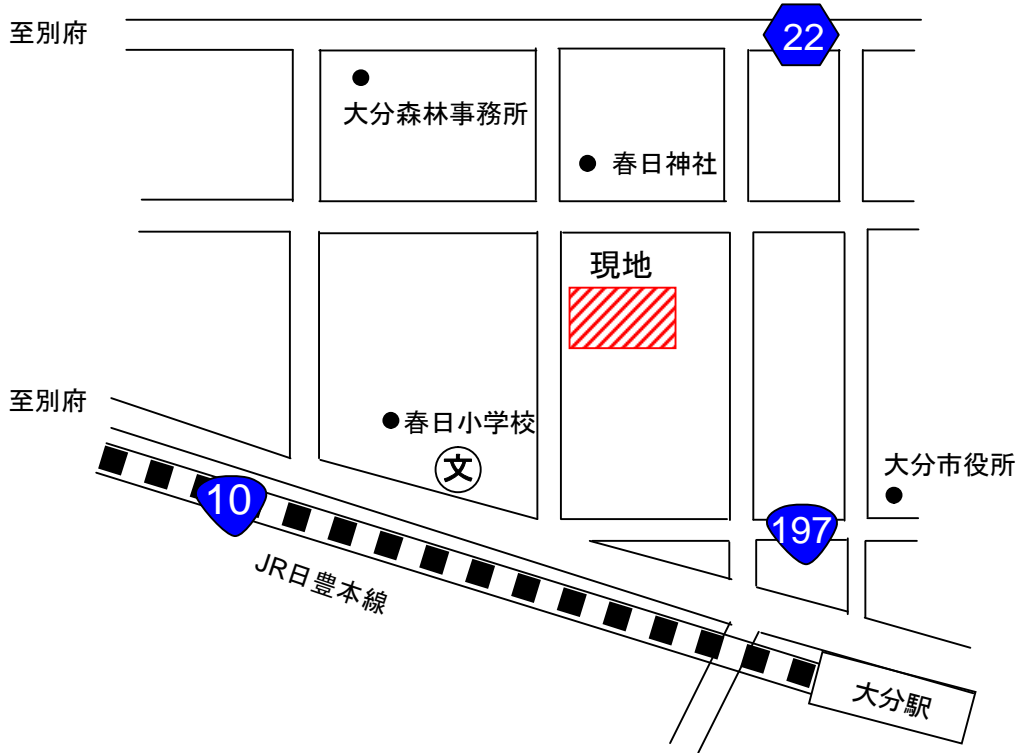 至別府
22
大分森林事務所
春日神社
現地
至別府
春日小学校
文
大分市役所
10
197
JR日豊本線
大分駅